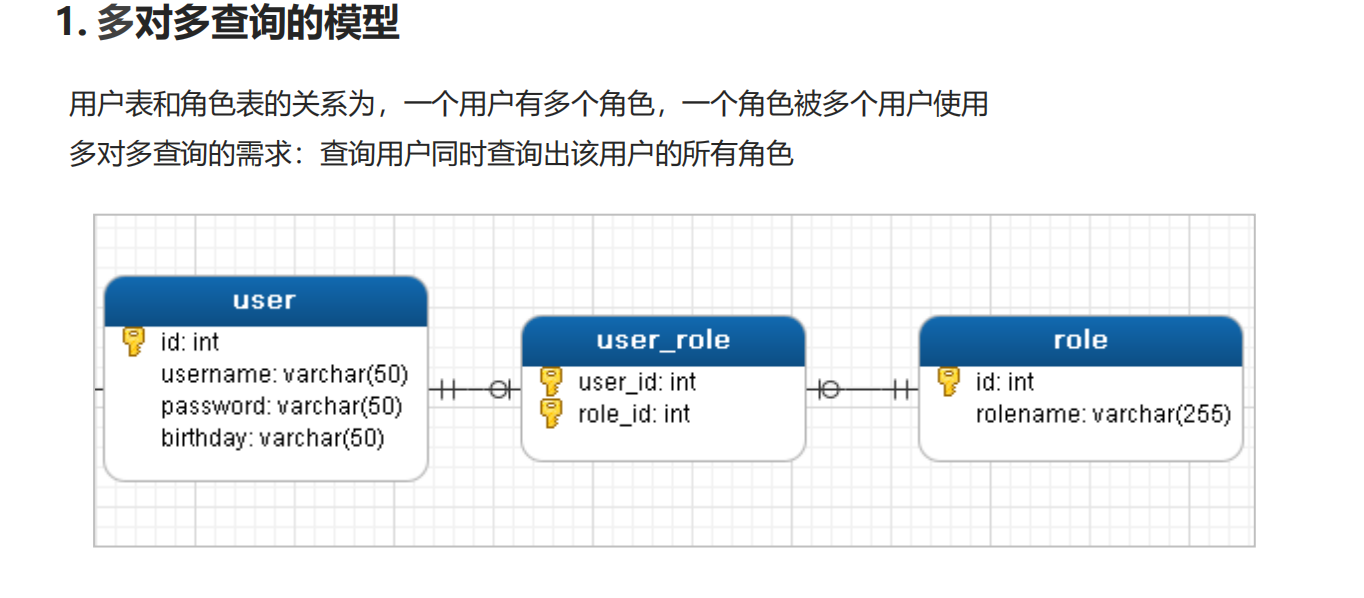 1. 多对多查询的模型
用户表和角色表的关系为，一个用户有多个角色，一个角色被多个用户使用
多对多查询的需求：查询用户同时查询出该用户的所有角色
user
id: int
username: varchar(50)
password: varchar(50)
birthday: varchar(50)
user_role
user_id: int
role_id: int
role
id: int
rolename: varchar(255)